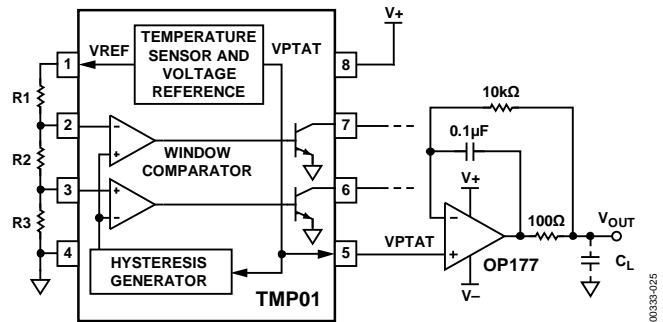 V+
1
VREF
TEMPERATURE
SENSOR AND
VOLTAGE
REFERENCE
VPTAT
8
R1
10kΩ
2
–
+
WINDOW
COMPARATOR
7
0.1µF
R2
3
+
–
6
V+
R3
–
+
100Ω
VOUT
4
HYSTERESIS
GENERATOR
5
VPTAT
OP177
CL
TMP01
V–
00333-025